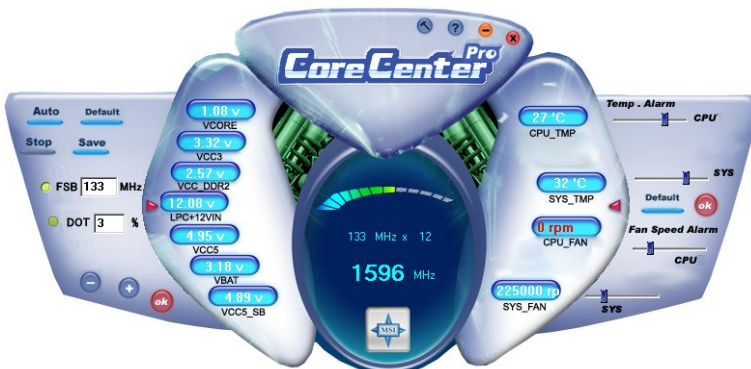 CoreCenter Pro
?
x
Auto Default
Stop Save
FSB 133 MHz
DOT 3 %
ok
1.08 v
VCORE
3.32 v
VCC3
2.57 v
VCC_DDR2
12.08 v
LPC+12VIN
4.95 v
VCC5
3.18 v
VBAT
4.89 v
VCC5_SB
133 MHz x 12
1596 MHz
MSI
27 °C
CPU_TMP
32 °C
SYS_TMP
0 rpm
CPU_FAN
225000 rp
SYS_FAN
Temp . Alarm
CPU
SYS
Default
ok
Fan Speed Alarm
CPU
SYS